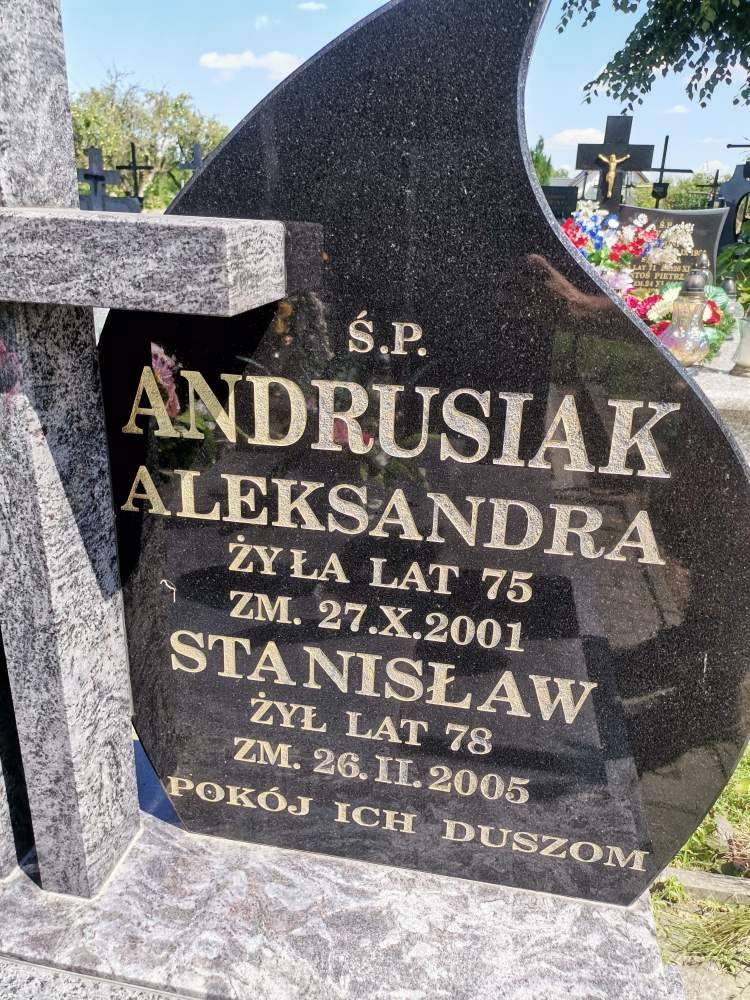 Ś.P.
ANDRUSIAK
ALEKSANDRA
ŻYŁA LAT 75
ZM. 27.X.2001
STANISŁAW
ŻYŁ LAT 78
ZM. 26.II.2005
POKÓJ ICH DUSZOM
Ś.P.